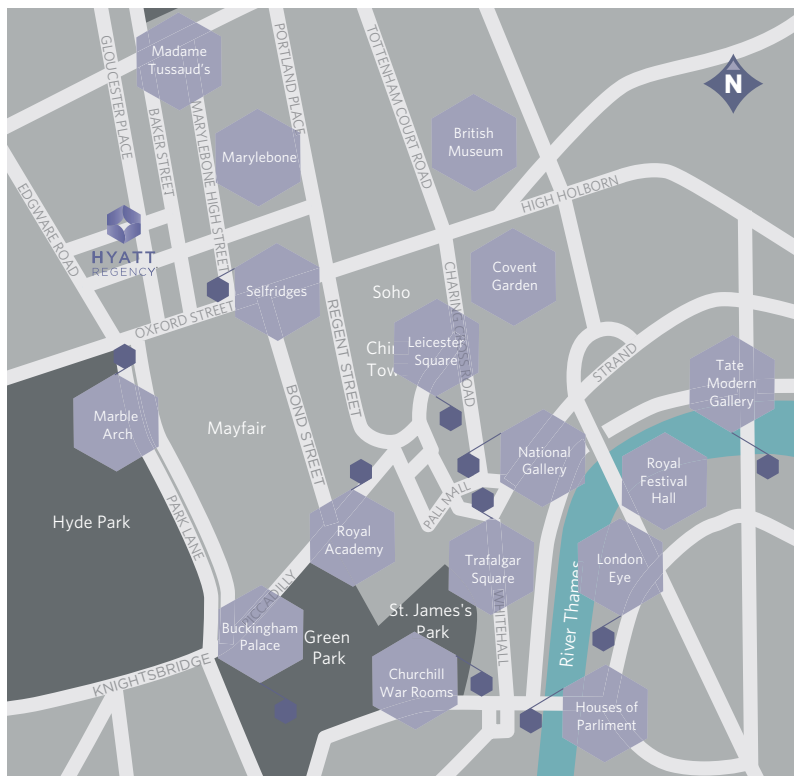 Madame
Tussaud's
GLOUCESTER PLACE
BAKER STREET
MARYLEBONE HIGH STREET
PORTLAND PLACE
TOTTENHAM COURT ROAD
N
Marylebone
British
Museum
EDGWARE ROAD
HIGH HOLBORN
HYATT
REGENCY
Covent
Garden
Selfridges
Soho
OXFORD STREET
REGENT STREET
CHARING CROSS ROAD
Leicester
Square
Chin
Tow
STRAND
Tate
Modern
Gallery
Marble
Arch
Mayfair
BOND STREET
National
Gallery
Royal
Festival
Hall
PALL MALL
Hyde Park
PARK LANE
Royal
Academy
Trafalgar
Square
London
Eye
PICCADILLY
WHITEHALL
River Thames
St. James's
Park
Buckingham
Palace
Green
Park
KNIGHTSBRIDGE
Churchill
War Rooms
Houses of
Parliment